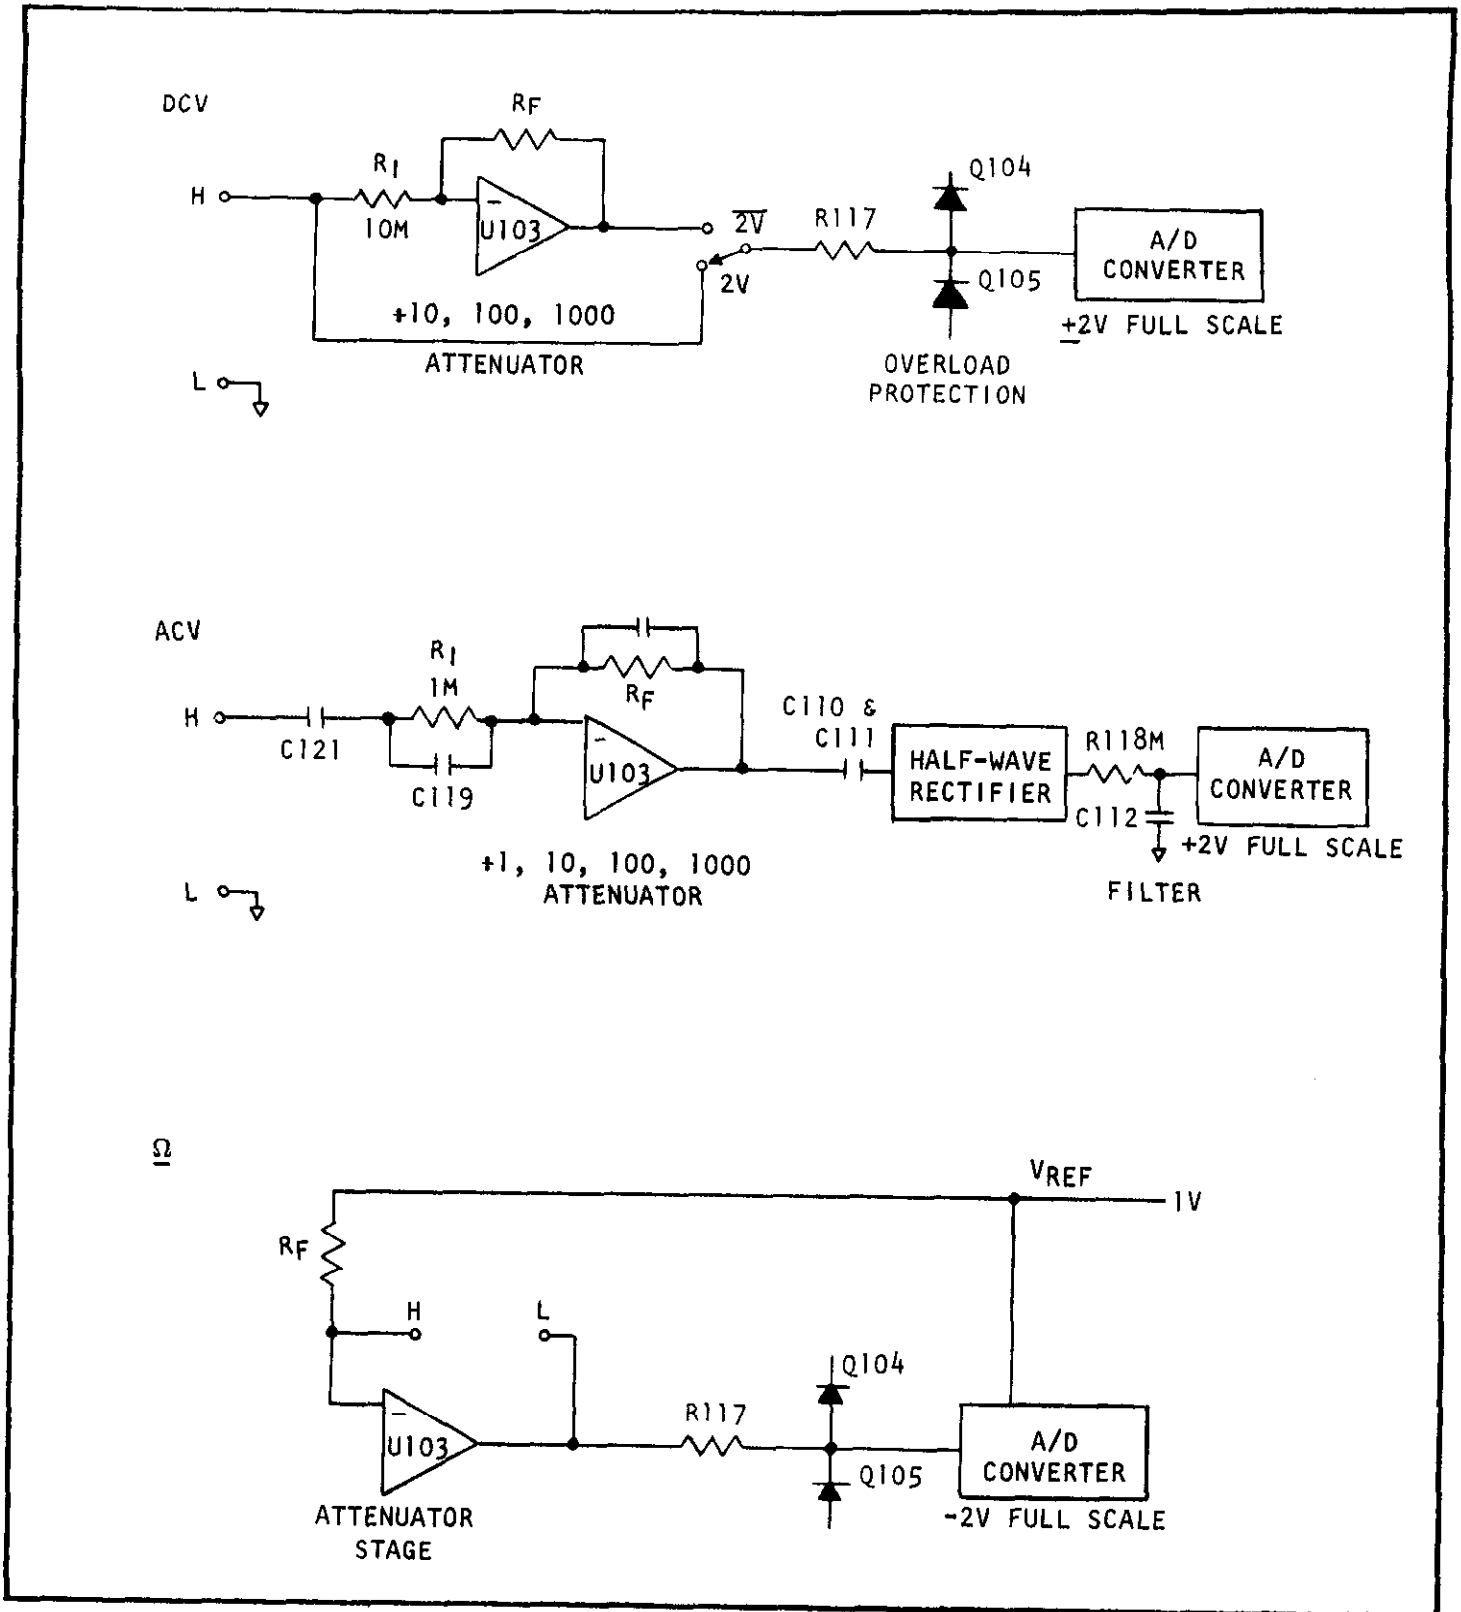 DCV
RF
RI
10M
H
U103
2V
2V
R117
Q104
Q105
A/D
CONVERTER
±2V FULL SCALE
+10, 100, 1000
ATTENUATOR
OVERLOAD
PROTECTION
L
ACV
RI
1M
RF
H
C121
C119
U103
C110 &
C111
HALF-WAVE
RECTIFIER
R118M
C112
A/D
CONVERTER
+2V FULL SCALE
FILTER
+1, 10, 100, 1000
ATTENUATOR
L
Ω
VREF
1V
RF
H
L
U103
R117
Q104
Q105
A/D
CONVERTER
-2V FULL SCALE
ATTENUATOR
STAGE